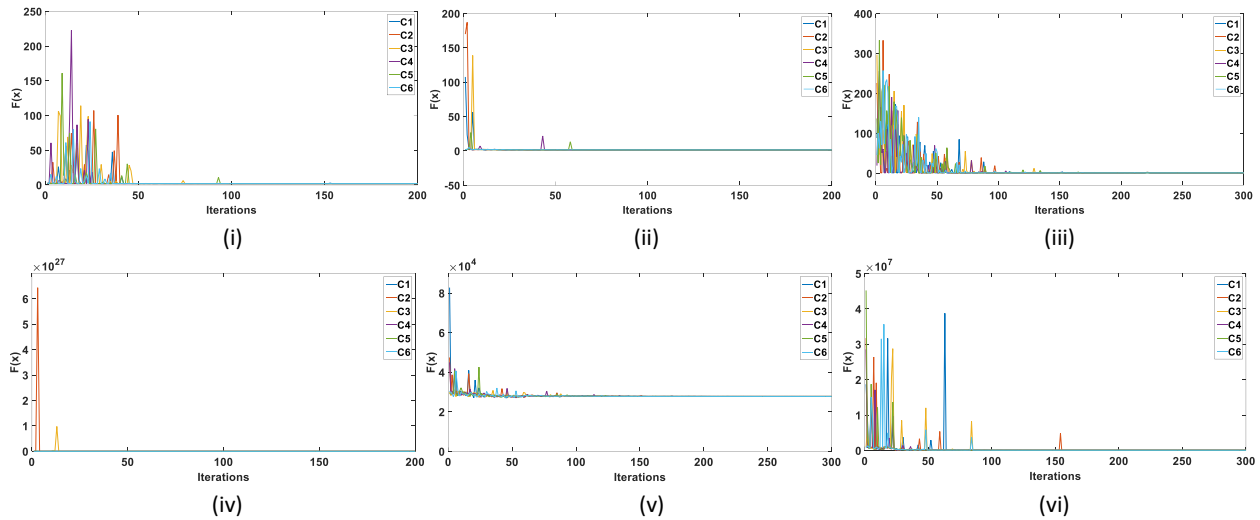 250
200
150
100
50
0
F(x)
0 50 100 150 200
Iterations
C1
C2
C3
C4
C5
C6
(i)
200
150
100
50
0
-50
F(x)
0 50 100 150 200
Iterations
C1
C2
C3
C4
C5
C6
(ii)
400
300
200
100
0
-100
F(x)
0 50 100 150 200 250 300
Iterations
C1
C2
C3
C4
C5
C6
(iii)
×10^27
6
5
4
3
2
1
0
F(x)
0 50 100 150 200
Iterations
C1
C2
C3
C4
C5
C6
(iv)
×10^4
8
6
4
2
0
F(x)
0 50 100 150 200 250 300
Iterations
C1
C2
C3
C4
C5
C6
(v)
×10^7
5
4
3
2
1
0
F(x)
0 50 100 150 200 250 300
Iterations
C1
C2
C3
C4
C5
C6
(vi)